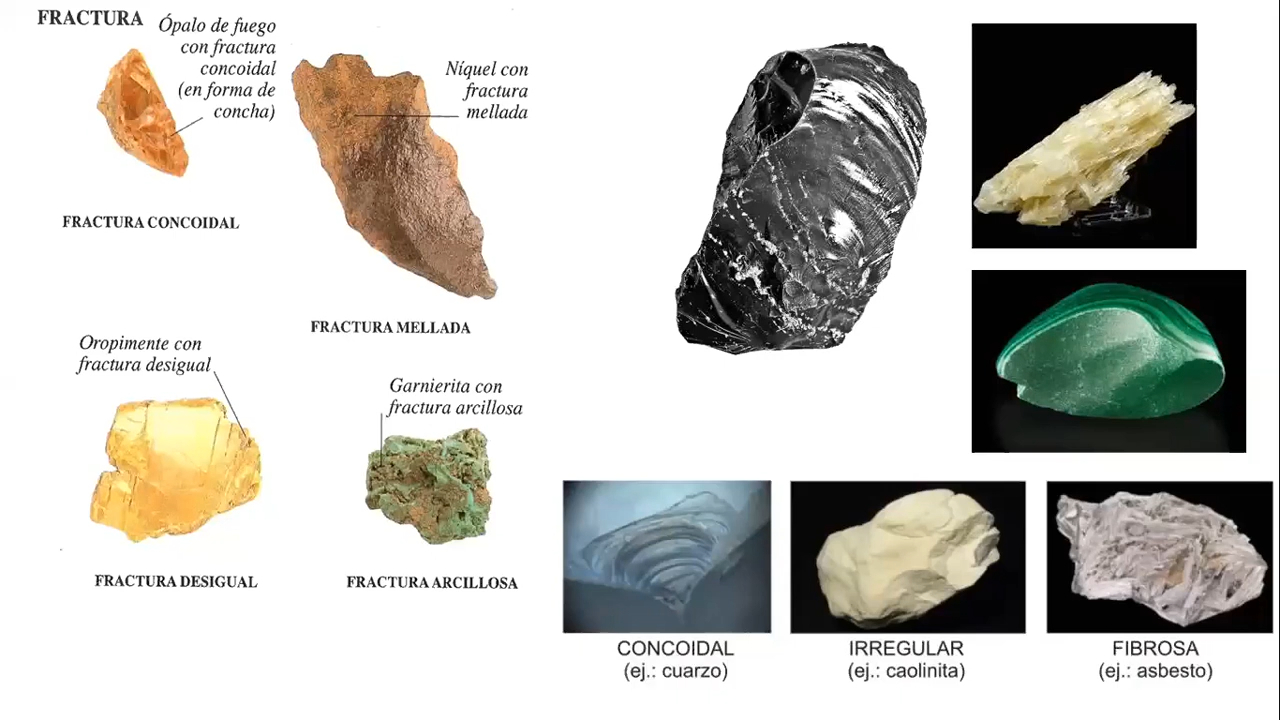 FRACTURA
Ópalo de fuego
con fractura
concoidal
(en forma de
concha)
Níquel con
fractura
mellada
FRACTURA CONCOIDAL
FRACTURA MELLADA
Oropimente con
fractura desigual
Garnierita con
fractura arcillosa
FRACTURA DESIGUAL
FRACTURA ARCILLOSA
CONCOIDAL
(ej.: cuarzo)
IRREGULAR
(ej.: caolinita)
FIBROSA
(ej.: asbesto)